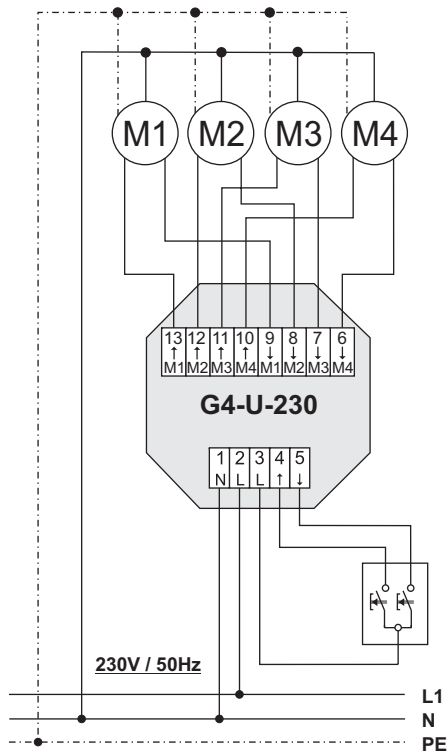 M1 M2 M3 M4
13 12 11 10 9 8 7 6
↑ ↑ ↑ ↑ ↓ ↓ ↓ ↓
M1 M2 M3 M4 M1 M2 M3 M4
G4-U-230
1 2 3 4 5
N L L ↑ ↓
230V / 50Hz
L1
N
PE